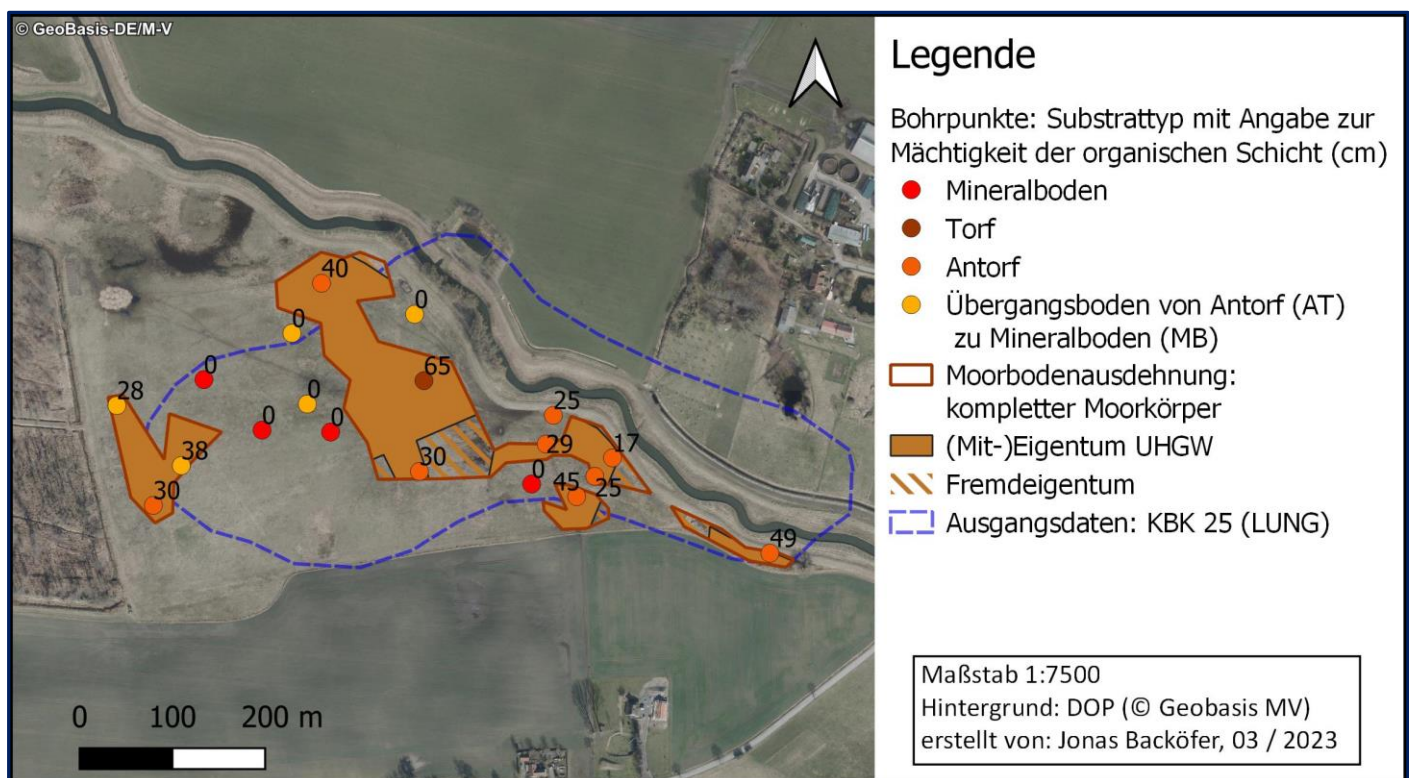 © GeoBasis-DE/M-V
40
0
0
65
0
28
0
25
0
0
29
17
38
30
0
45
25
30
49
0 100 200 m
Legende
Bohrpunkte: Substrattyp mit Angabe zur
Mächtigkeit der organischen Schicht (cm)
Mineralboden
Torf
Antorf
Übergangsboden von Antorf (AT)
zu Mineralboden (MB)
Moorbodenausdehnung:
kompletter Moorkörper
(Mit-)Eigentum UHGW
Fremdeigentum
Ausgangsdaten: KBK 25 (LUNG)
Maßstab 1:7500
Hintergrund: DOP (© Geobasis MV)
erstellt von: Jonas Backöfer, 03 / 2023